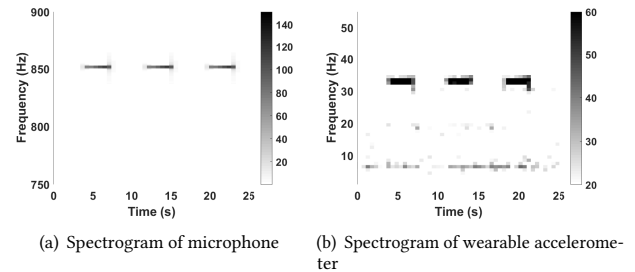 900
850
800
750
Frequency (Hz)
0 5 10 15 20 25
Time (s)
140
120
100
80
60
40
20
(a) Spectrogram of microphone
50
40
30
20
10
Frequency (Hz)
0 5 10 15 20 25
Time (s)
60
50
40
30
20
(b) Spectrogram of wearable accelerome-
ter